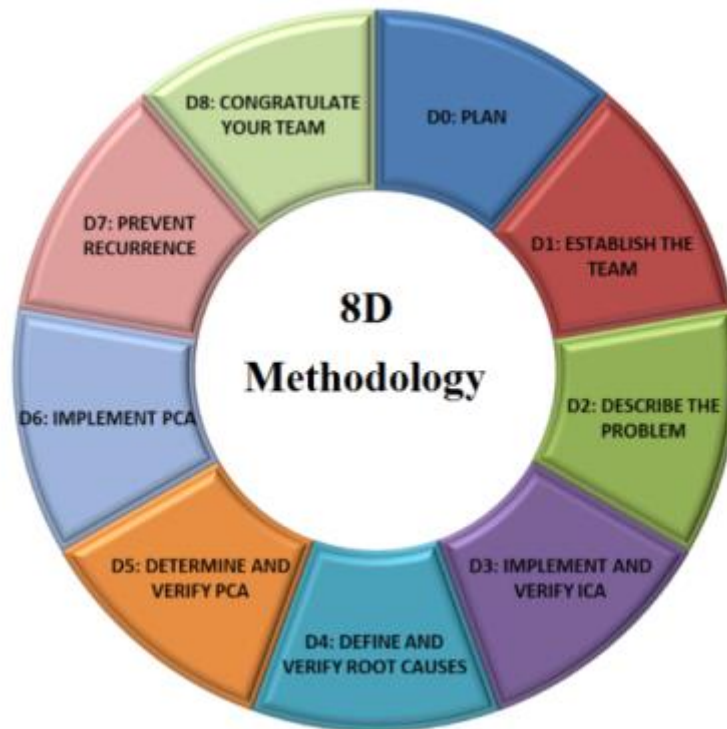 8D
Methodology
D0: PLAN
D1: ESTABLISH THE
TEAM
D2: DESCRIBE THE
PROBLEM
D3: IMPLEMENT AND
VERIFY ICA
D4: DEFINE AND
VERIFY ROOT CAUSES
D5: DETERMINE AND
VERIFY PCA
D6: IMPLEMENT PCA
D7: PREVENT
RECURRENCE
D8: CONGRATULATE
YOUR TEAM